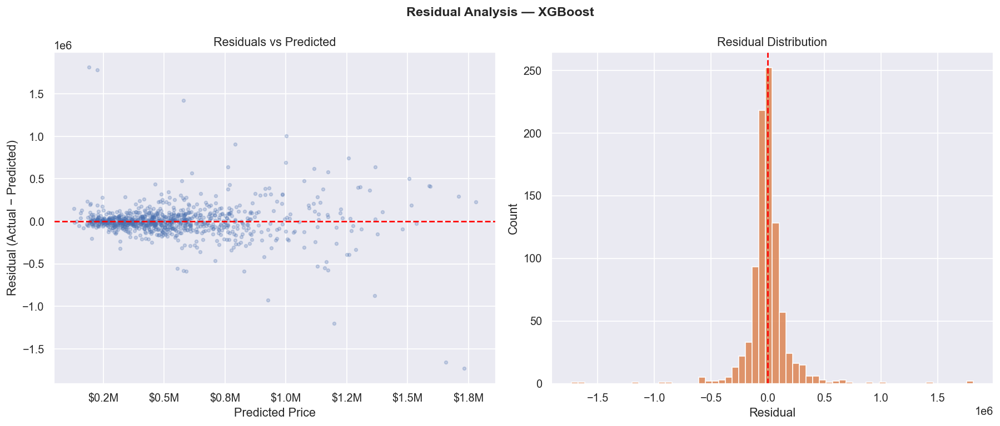 Residual Analysis — XGBoost
Residuals vs Predicted
1e6
1.5
1.0
0.5
0.0
−0.5
−1.0
−1.5
Residual (Actual − Predicted)
$0.2M $0.5M $0.8M $1.0M $1.2M $1.5M $1.8M
Predicted Price
Residual Distribution
250
200
150
100
50
0
Count
−1.5 −1.0 −0.5 0.0 0.5 1.0 1.5
Residual
1e6